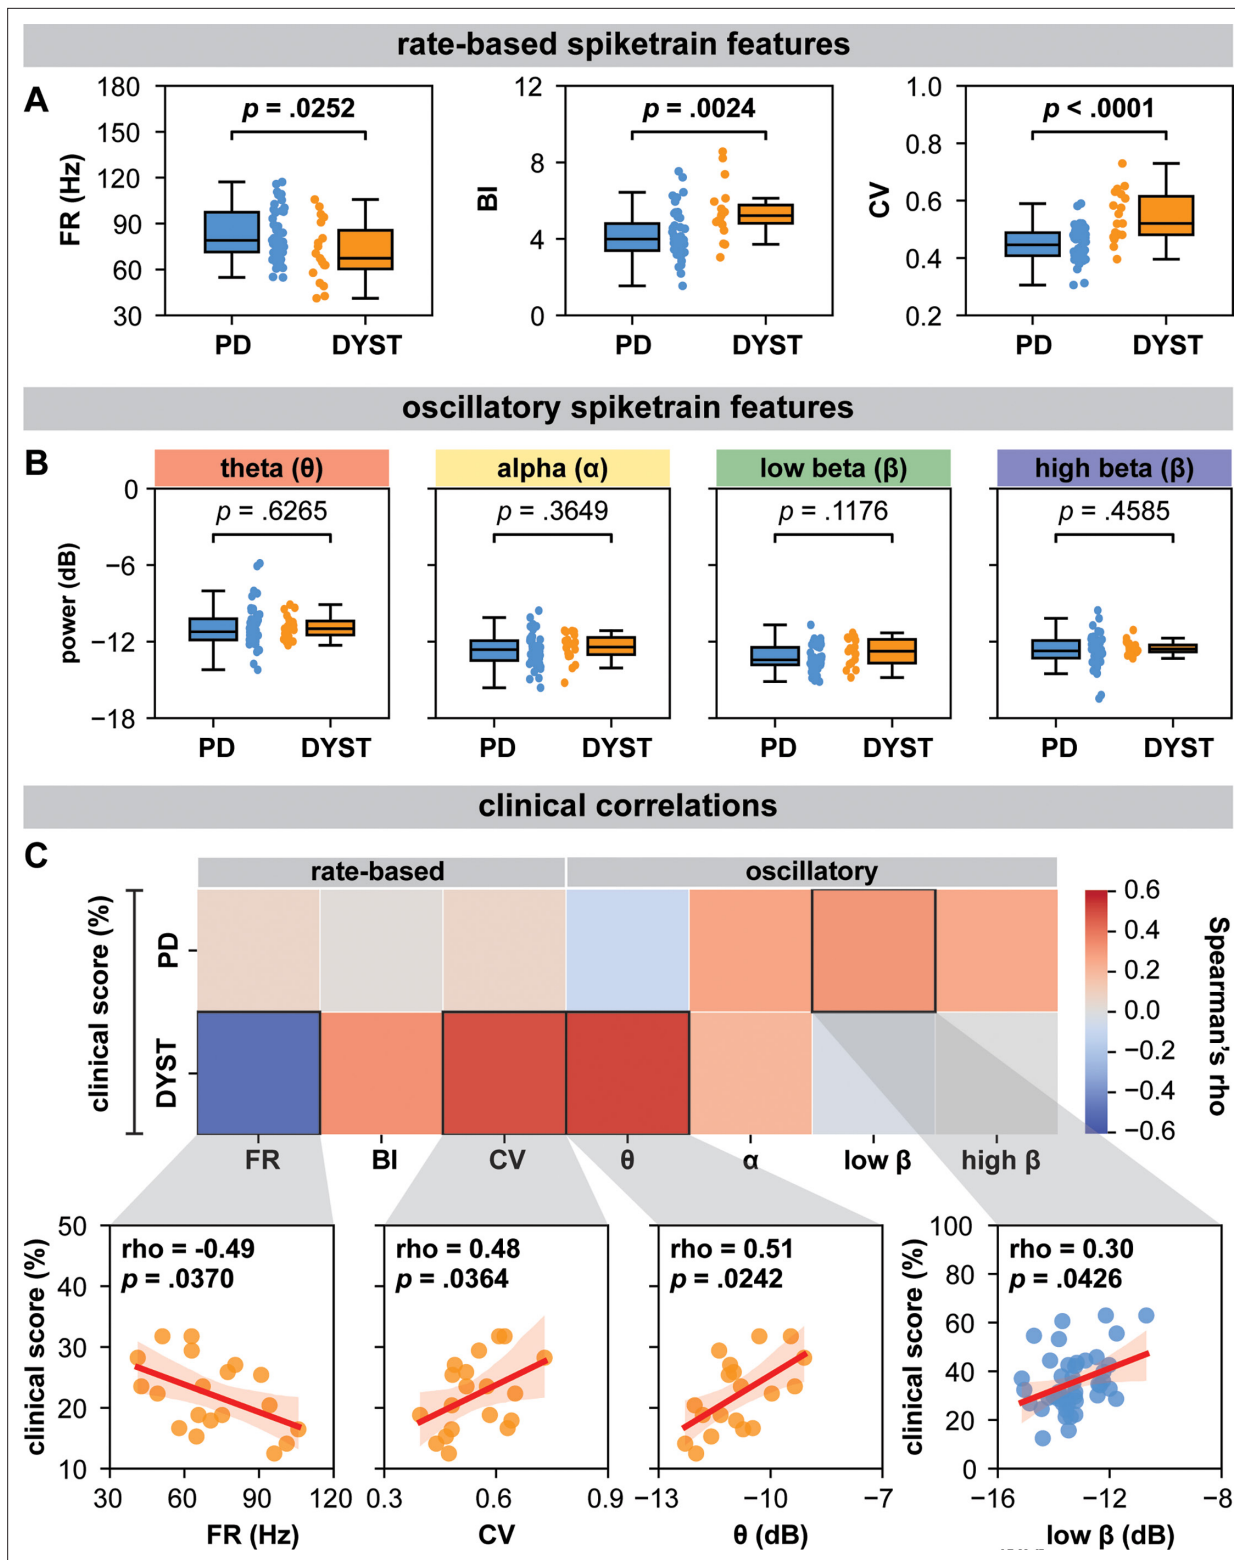 rate-based spiketrain features
A
FR (Hz)
180
150
120
90
60
30
p = .0252
PD
DYST
BI
12
8
4
0
p = .0024
PD
DYST
CV
1.0
0.8
0.6
0.4
0.2
p < .0001
PD
DYST
oscillatory spiketrain features
B
theta (θ)
alpha (α)
low beta (β)
high beta (β)
power (dB)
0
−6
−12
−18
p = .6265
p = .3649
p = .1176
p = .4585
PD
DYST
PD
DYST
PD
DYST
PD
DYST
clinical correlations
C
rate-based
oscillatory
clinical score (%)
PD
DYST
FR
BI
CV
θ
α
low β
high β
0.6
0.4
0.2
0.0
−0.2
−0.4
−0.6
Spearman's rho
clinical score (%)
50
40
30
20
10
rho = -0.49
p = .0370
30
60
90
120
FR (Hz)
rho = 0.48
p = .0364
0.3
0.6
0.9
CV
rho = 0.51
p = .0242
−13
−10
−7
θ (dB)
clinical score (%)
100
80
60
40
20
0
rho = 0.30
p = .0426
−16
−12
−8
low β (dB)